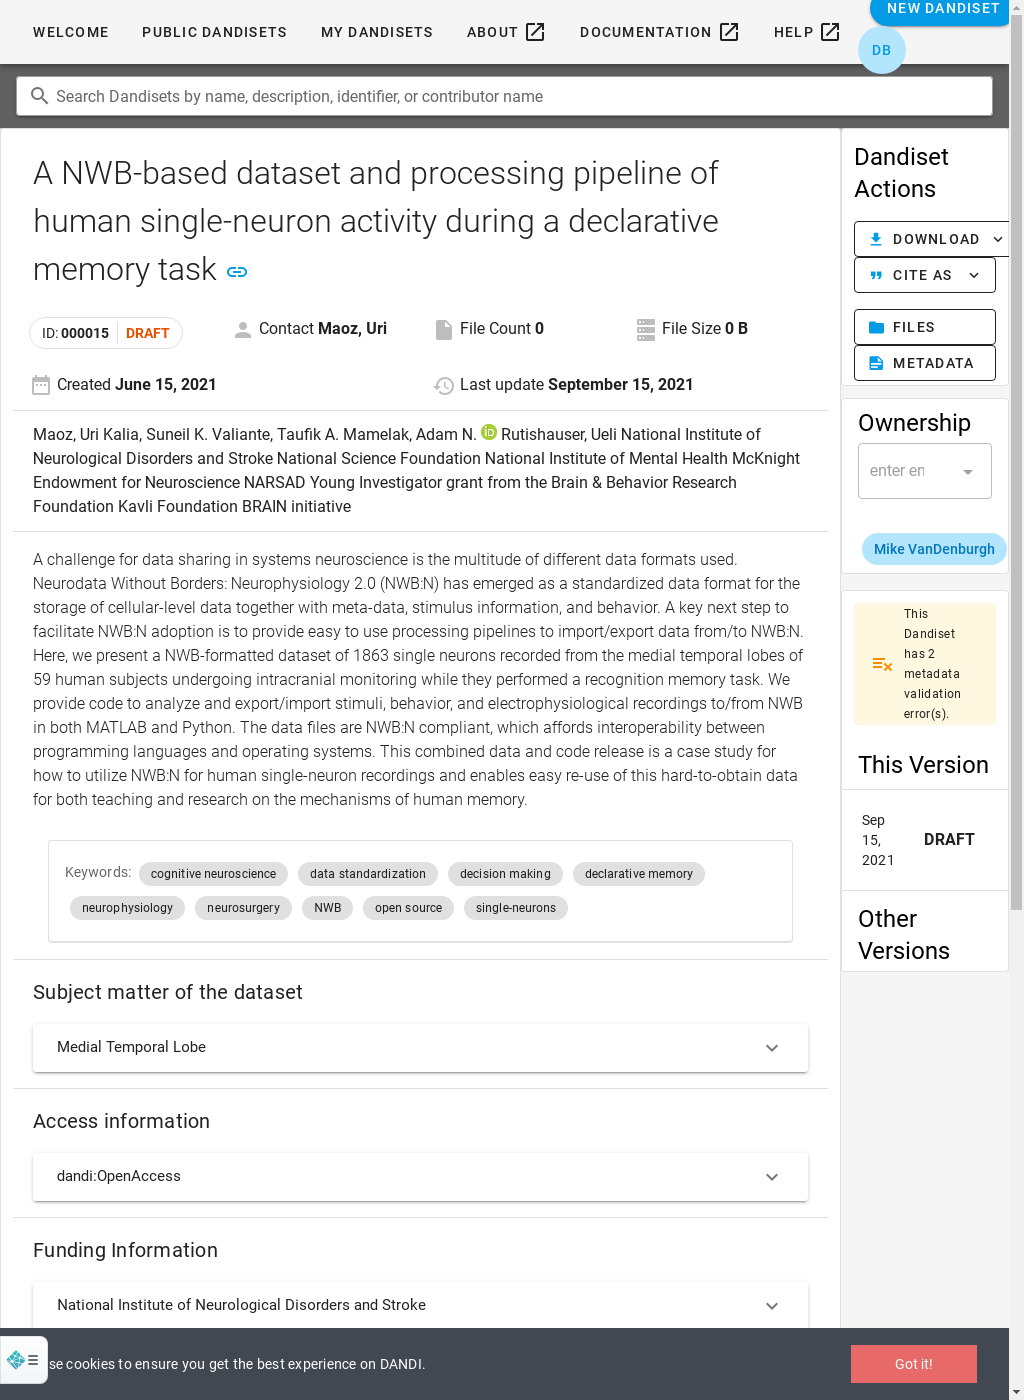 WELCOME PUBLIC DANDISETS MY DANDISETS ABOUT DOCUMENTATION HELP NEW DANDISET
DB
Search Dandisets by name, description, identifier, or contributor name
A NWB-based dataset and processing pipeline of
human single-neuron activity during a declarative
memory task
ID: 000015 DRAFT
Contact Maoz, Uri
File Count 0
File Size 0 B
Created June 15, 2021
Last update September 15, 2021
Maoz, Uri Kalia, Suneil K. Valiante, Taufik A. Mamelak, Adam N. iD Rutishauser, Ueli National Institute of
Neurological Disorders and Stroke National Science Foundation National Institute of Mental Health McKnight
Endowment for Neuroscience NARSAD Young Investigator grant from the Brain & Behavior Research
Foundation Kavli Foundation BRAIN initiative
A challenge for data sharing in systems neuroscience is the multitude of different data formats used.
Neurodata Without Borders: Neurophysiology 2.0 (NWB:N) has emerged as a standardized data format for the
storage of cellular-level data together with meta-data, stimulus information, and behavior. A key next step to
facilitate NWB:N adoption is to provide easy to use processing pipelines to import/export data from/to NWB:N.
Here, we present a NWB-formatted dataset of 1863 single neurons recorded from the medial temporal lobes of
59 human subjects undergoing intracranial monitoring while they performed a recognition memory task. We
provide code to analyze and export/import stimuli, behavior, and electrophysiological recordings to/from NWB
in both MATLAB and Python. The data files are NWB:N compliant, which affords interoperability between
programming languages and operating systems. This combined data and code release is a case study for
how to utilize NWB:N for human single-neuron recordings and enables easy re-use of this hard-to-obtain data
for both teaching and research on the mechanisms of human memory.
Keywords: cognitive neuroscience data standardization decision making declarative memory
neurophysiology neurosurgery NWB open source single-neurons
Subject matter of the dataset
Medial Temporal Lobe
Access information
dandi:OpenAccess
Funding Information
National Institute of Neurological Disorders and Stroke
Dandiset
Actions
DOWNLOAD
CITE AS
FILES
METADATA
Ownership
enter en
Mike VanDenburgh
This
Dandiset
has 2
metadata
validation
error(s).
This Version
Sep
15,
2021
DRAFT
Other
Versions
se cookies to ensure you get the best experience on DANDI.
Got it!